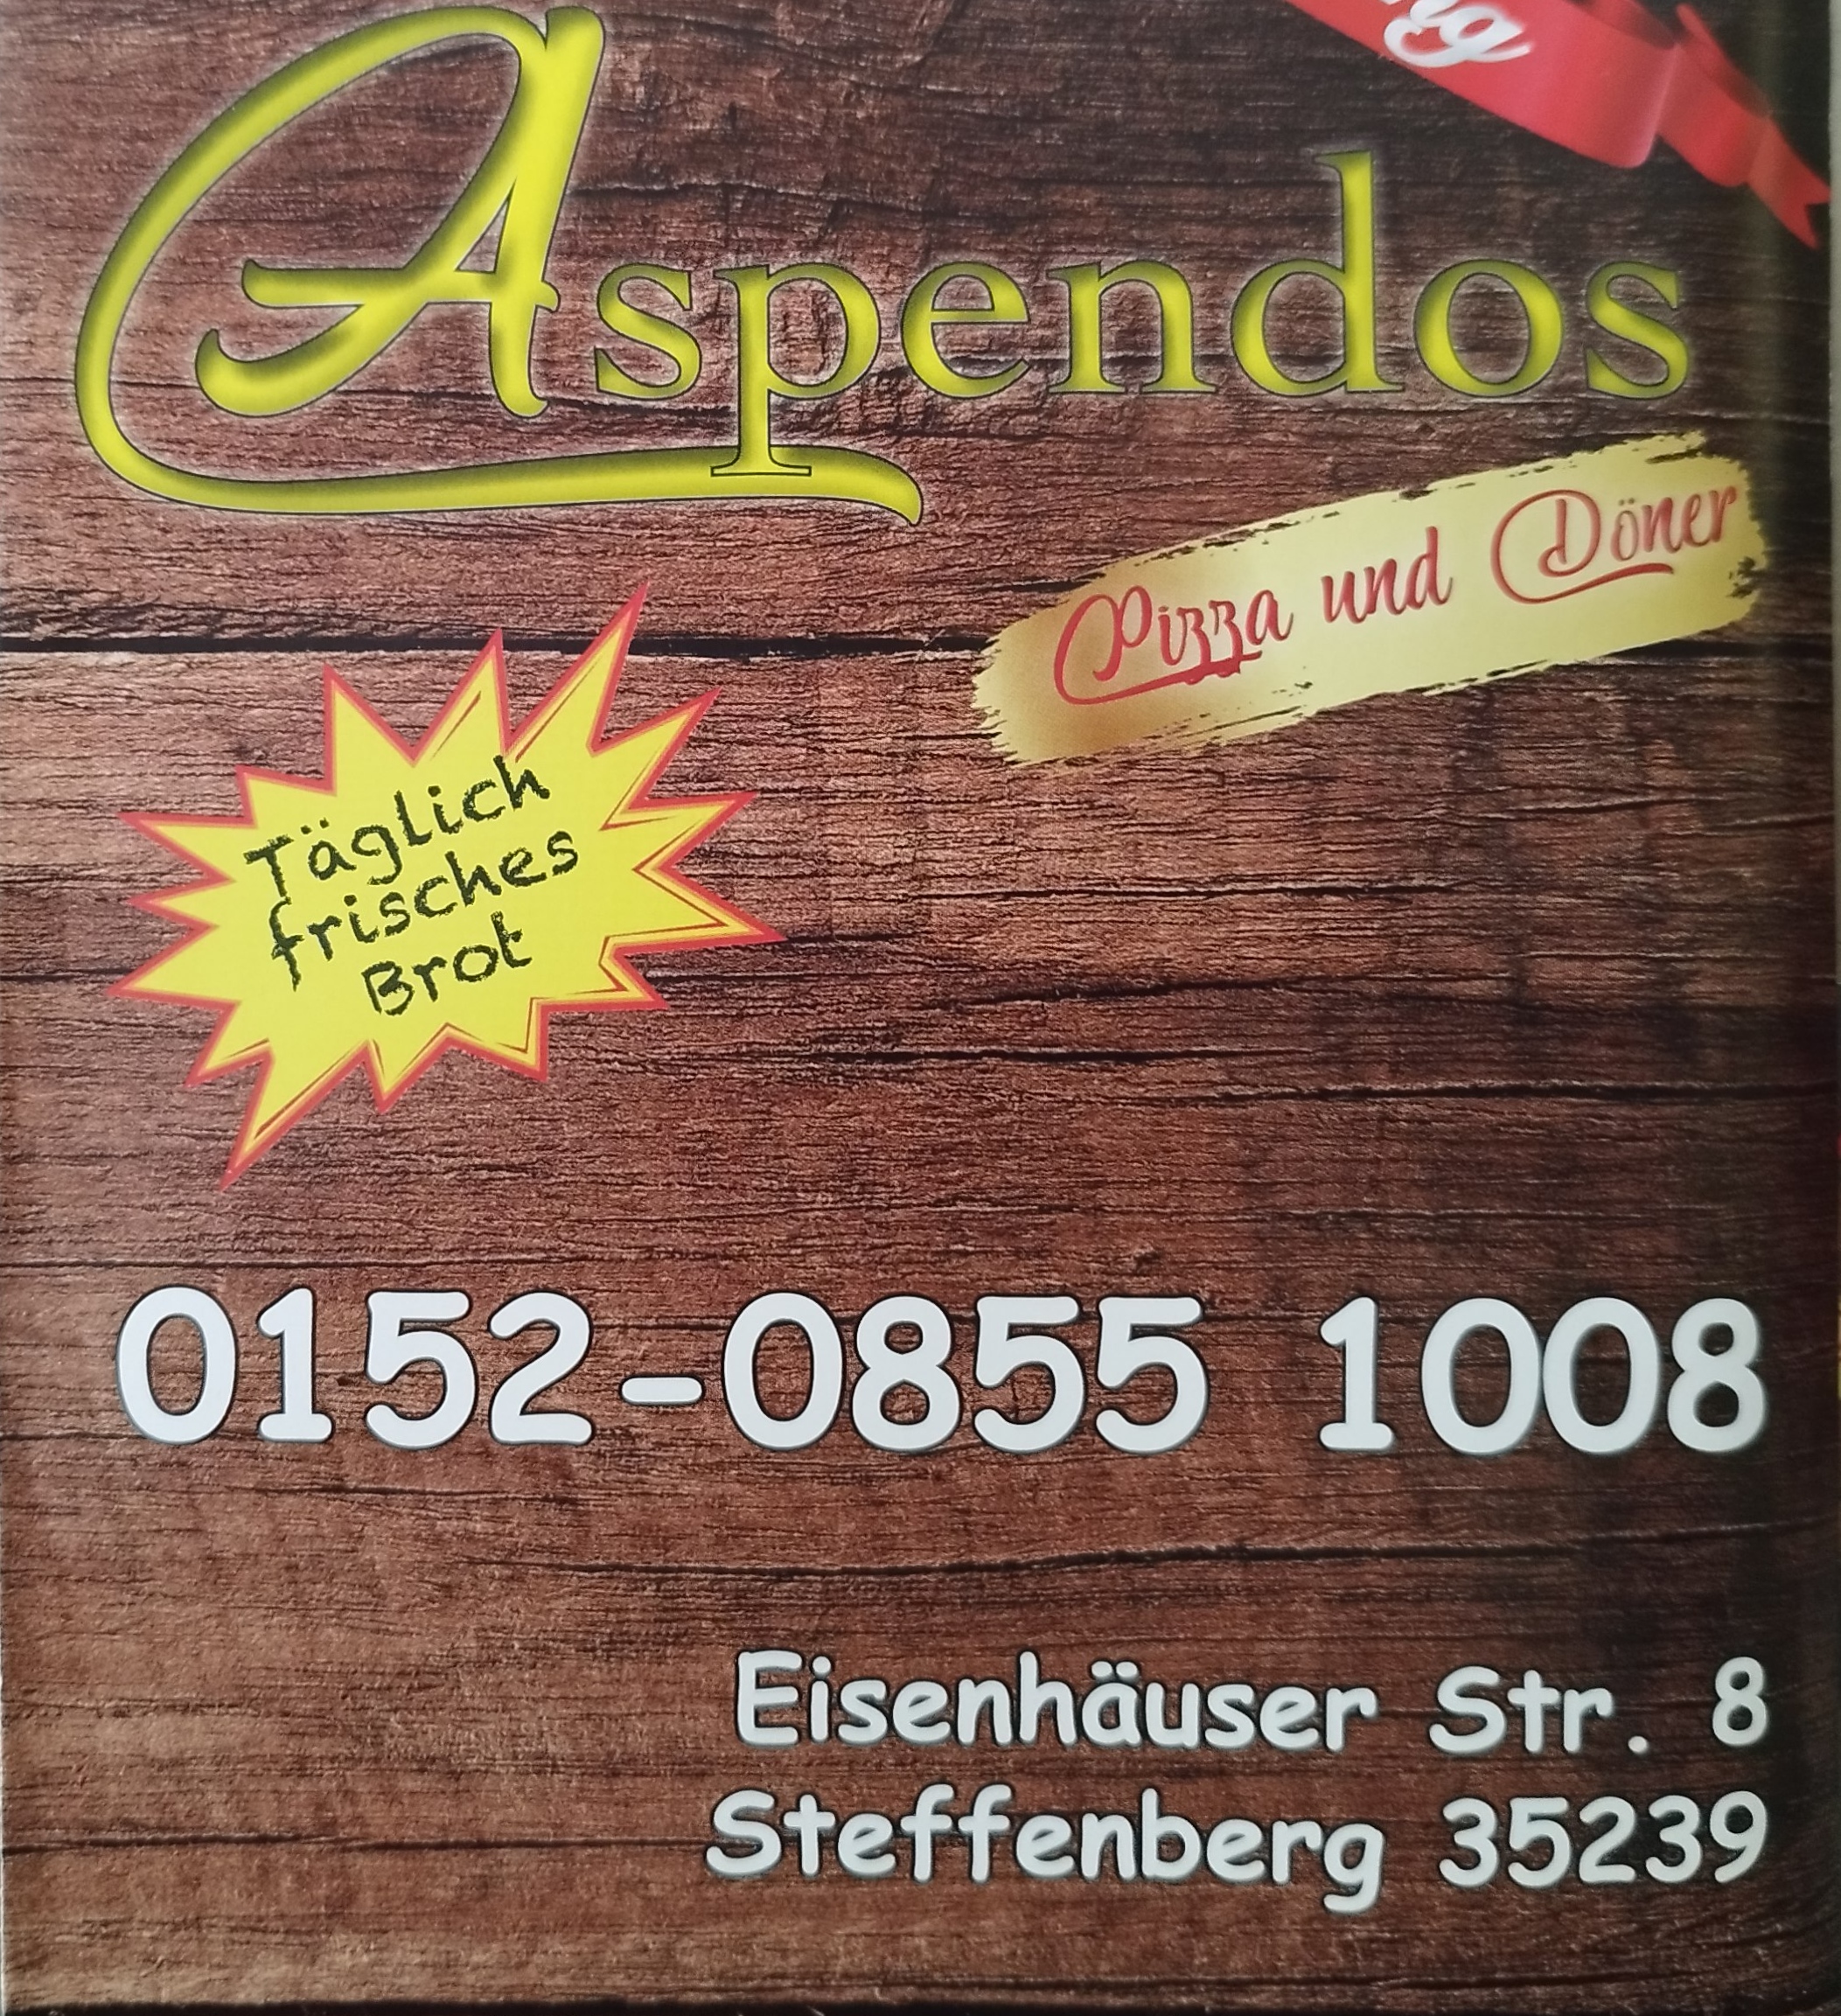 Aspendos
Pizza und Döner
Täglich
frisches
Brot
0152-0855 1008
Eisenhäuser Str. 8
Steffenberg 35239